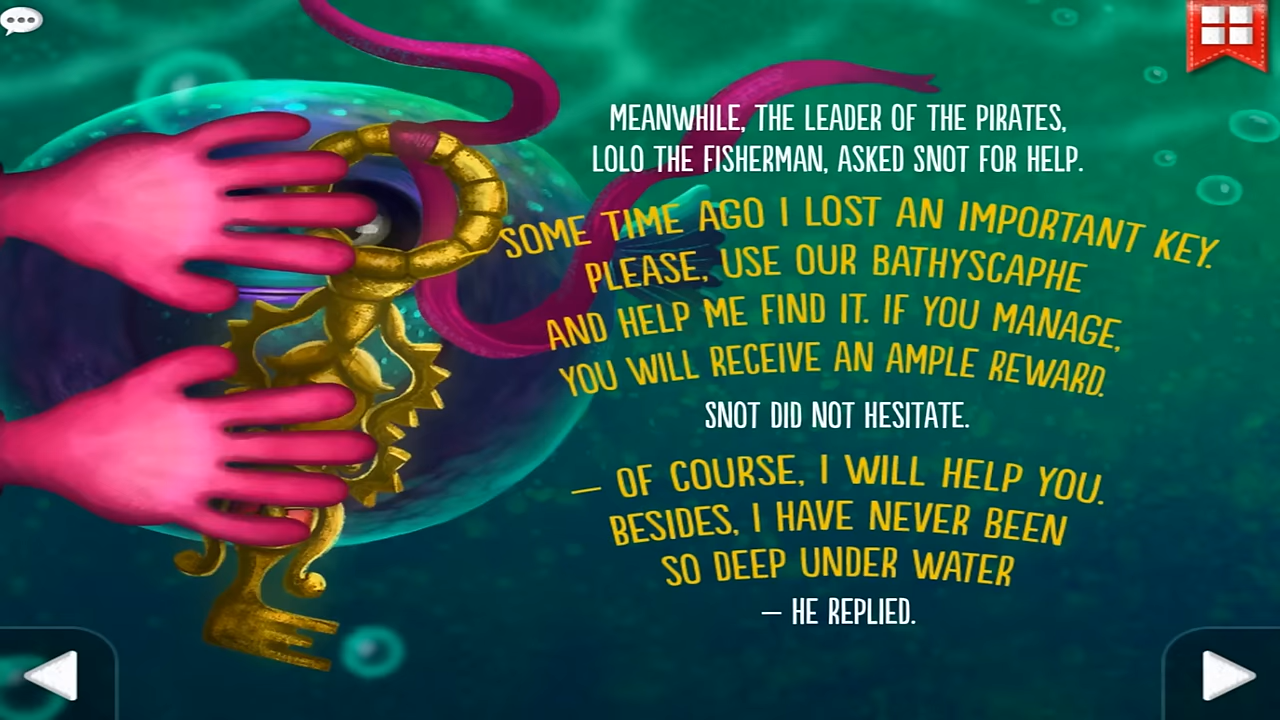 MEANWHILE, THE LEADER OF THE PIRATES,
LOLO THE FISHERMAN, ASKED SNOT FOR HELP.
SOME TIME AGO I LOST AN IMPORTANT KEY.
PLEASE, USE OUR BATHYSCAPHE
AND HELP ME FIND IT. IF YOU MANAGE,
YOU WILL RECEIVE AN AMPLE REWARD.
SNOT DID NOT HESITATE.
— OF COURSE, I WILL HELP YOU.
BESIDES, I HAVE NEVER BEEN
SO DEEP UNDER WATER
— HE REPLIED.